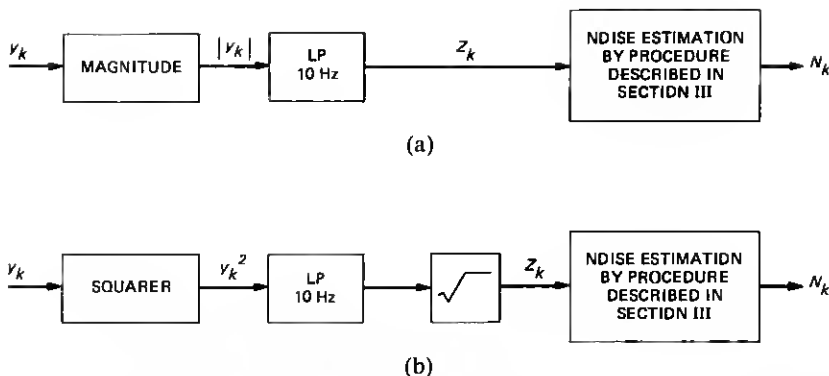 y_k
MAGNITUDE
|y_k|
LP
10 Hz
Z_k
NDISE ESTIMATION
BY PROCEDURE
DESCRIBED IN
SECTION III
N_k
(a)
y_k
SQUARER
y_k^2
LP
10 Hz
√
Z_k
NDISE ESTIMATIDN
BY PROCEDURE
DESCRIBED IN
SECTION III
N_k
(b)